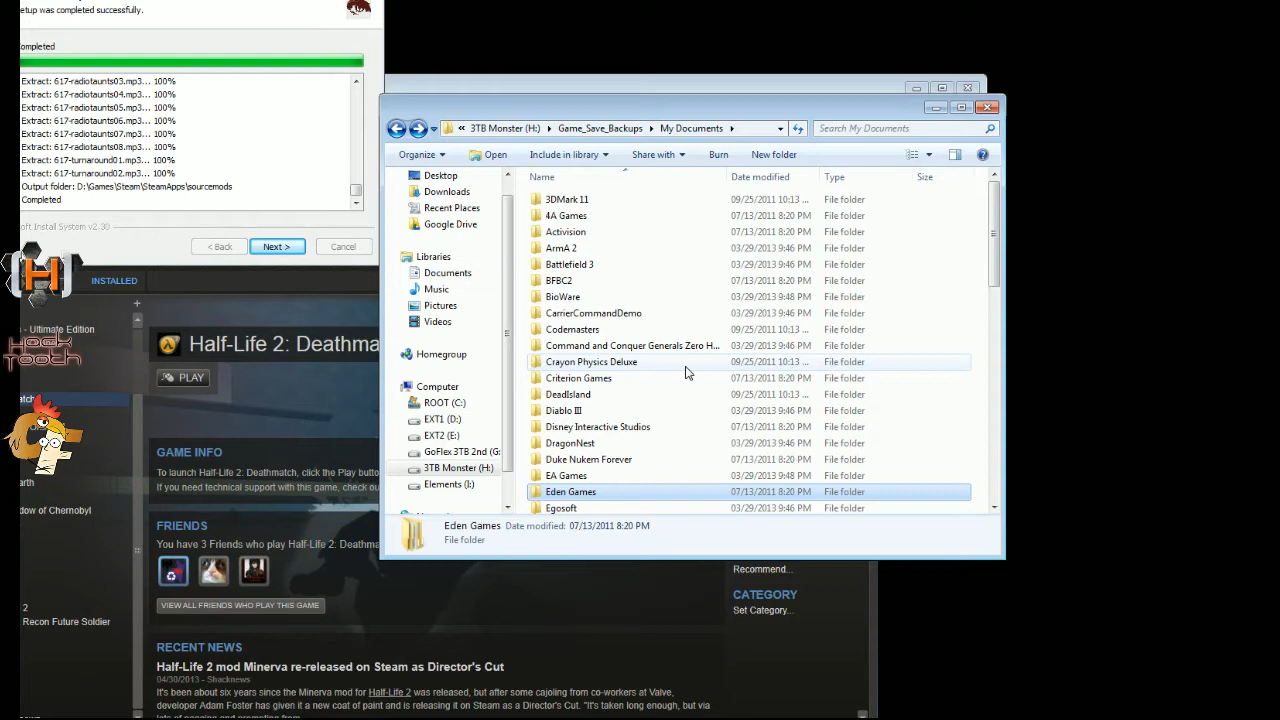 etup was completed successfully.
ompleted
Extract: 617-radiotaunts03.mp3... 100%
Extract: 617-radiotaunts04.mp3... 100%
Extract: 617-radiotaunts05.mp3... 100%
Extract: 617-radiotaunts06.mp3... 100%
Extract: 617-radiotaunts07.mp3... 100%
Extract: 617-radiotaunts08.mp3... 100%
Extract: 617-turnaround01.mp3... 100%
Extract: 617-turnaround02.mp3... 100%
Output folder: D:\Games\Steam\SteamApps\sourcemods
Completed
oft Install System v2.30
< Back Next > Cancel
« 3TB Monster (H:) Game_Save_Backups My Documents Search My Documents
Organize Open Include in library Share with Burn New folder
Desktop
Downloads
Recent Places
Google Drive
Libraries
Documents
Music
Pictures
Videos
Homegroup
Computer
ROOT (C:)
EXT1 (D:)
EXT2 (E:)
GoFlex 3TB 2nd (G:
3TB Monster (H:)
Elements (I:)
Name Date modified Type Size
3DMark 11 09/25/2011 10:13 ... File folder
4A Games 07/13/2011 8:20 PM File folder
Activision 07/13/2011 8:20 PM File folder
ArmA 2 03/29/2013 9:46 PM File folder
Battlefield 3 03/29/2013 9:46 PM File folder
BFBC2 07/13/2011 8:20 PM File folder
BioWare 03/29/2013 9:48 PM File folder
CarrierCommandDemo 03/29/2013 9:46 PM File folder
Codemasters 09/25/2011 10:13 ... File folder
Command and Conquer Generals Zero H... 03/29/2013 9:46 PM File folder
Crayon Physics Deluxe 09/25/2011 10:13 ... File folder
Criterion Games 07/13/2011 8:20 PM File folder
DeadIsland 09/25/2011 10:13 ... File folder
Diablo III 03/29/2013 9:46 PM File folder
Disney Interactive Studios 07/13/2011 8:20 PM File folder
DragonNest 03/29/2013 9:46 PM File folder
Duke Nukem Forever 07/13/2011 8:20 PM File folder
EA Games 03/29/2013 9:48 PM File folder
Eden Games 07/13/2011 8:20 PM File folder
Egosoft 03/29/2013 9:46 PM File folder
Eden Games Date modified: 07/13/2011 8:20 PM
File folder
INSTALLED
- Ultimate Edition
HOCK
TOOTH
atch
arth
dow of Chernobyl
2
Recon Future Soldier
Half-Life 2: Deathma
PLAY
GAME INFO
To launch Half-Life 2: Deathmatch, click the Play butto
If you need technical support with this game, check ou
FRIENDS
You have 3 Friends who play Half-Life 2: Deathma
VIEW ALL FRIENDS WHO PLAY THIS GAME
Recommend...
CATEGORY
Set Category...
RECENT NEWS
Half-Life 2 mod Minerva re-released on Steam as Director's Cut
04/30/2013 - Shacknews
It's been about six years since the Minerva mod for Half-Life 2 was released, but after some cajoling from co-workers at Valve,
developer Adam Foster has given it a new coat of paint and is releasing it on Steam as a Director's Cut. "It's taken long enough, but via